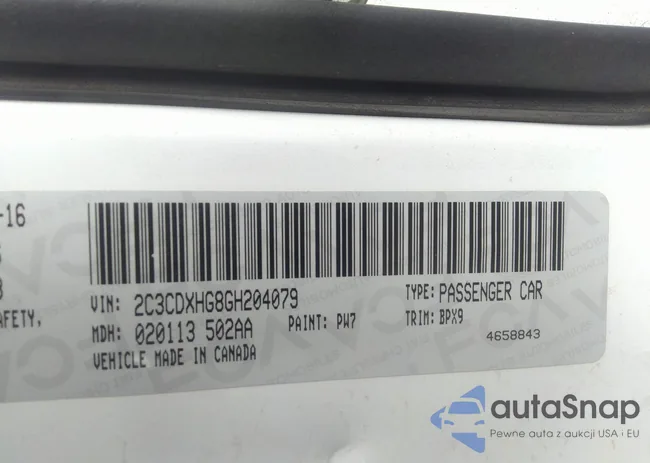 -16
AFETY,
VIN: 2C3CDXHG8GH204079
TYPE: PASSENGER CAR
MDH: 020113 502AA
PAINT: PW7
TRIM: BPX9
VEHICLE MADE IN CANADA
4658843
autaSnap
Pewne auta z aukcji USA i EU